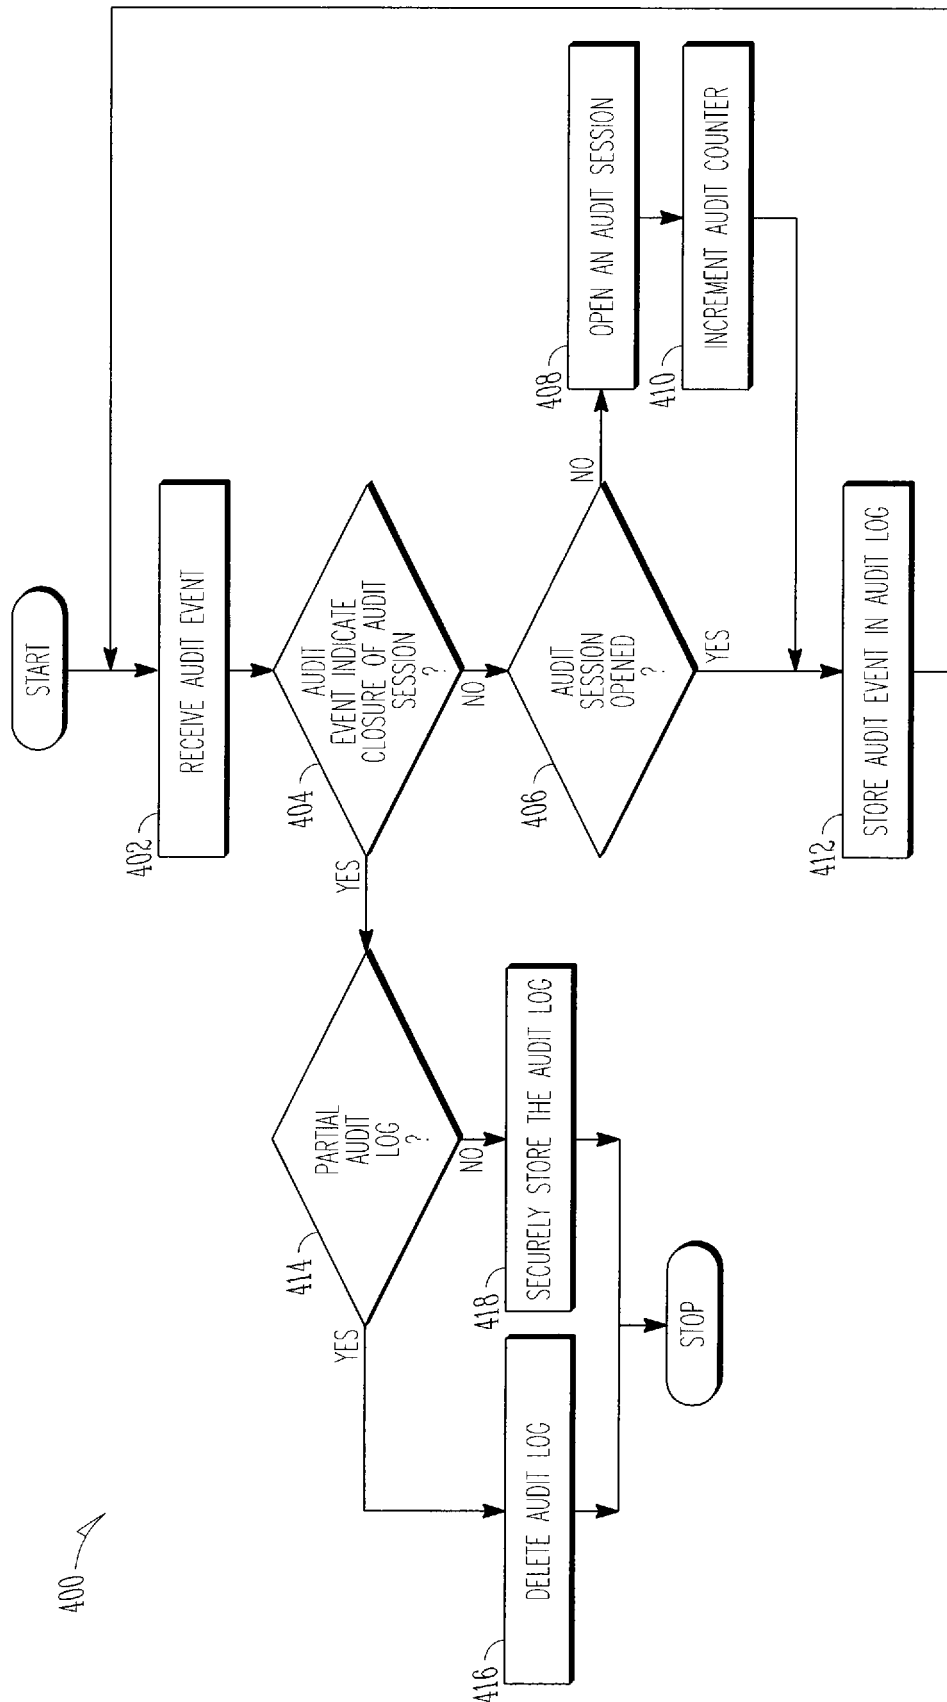 400
START
402
RECEIVE AUDIT EVENT
404
AUDIT
EVENT INDICATE
CLOSURE OF AUDIT
SESSION
?
YES
NO
414
PARTIAL
AUDIT
LOG
?
YES
NO
406
AUDIT
SESSION
OPENED
?
NO
YES
408
OPEN AN AUDIT SESSION
410
INCREMENT AUDIT COUNTER
416
DELETE AUDIT LOG
418
SECURELY STORE THE AUDIT LOG
STOP
412
STORE AUDIT EVENT IN AUDIT LOG